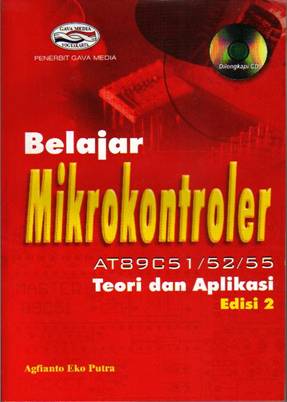 GAVA MEDIA
YOGYAKARTA
PENERBIT GAVA MEDIA
Dilengkapi CD
Belajar
Mikrokontroler
AT89C51/52/55
Teori dan Aplikasi
Edisi 2
Agfianto Eko Putra